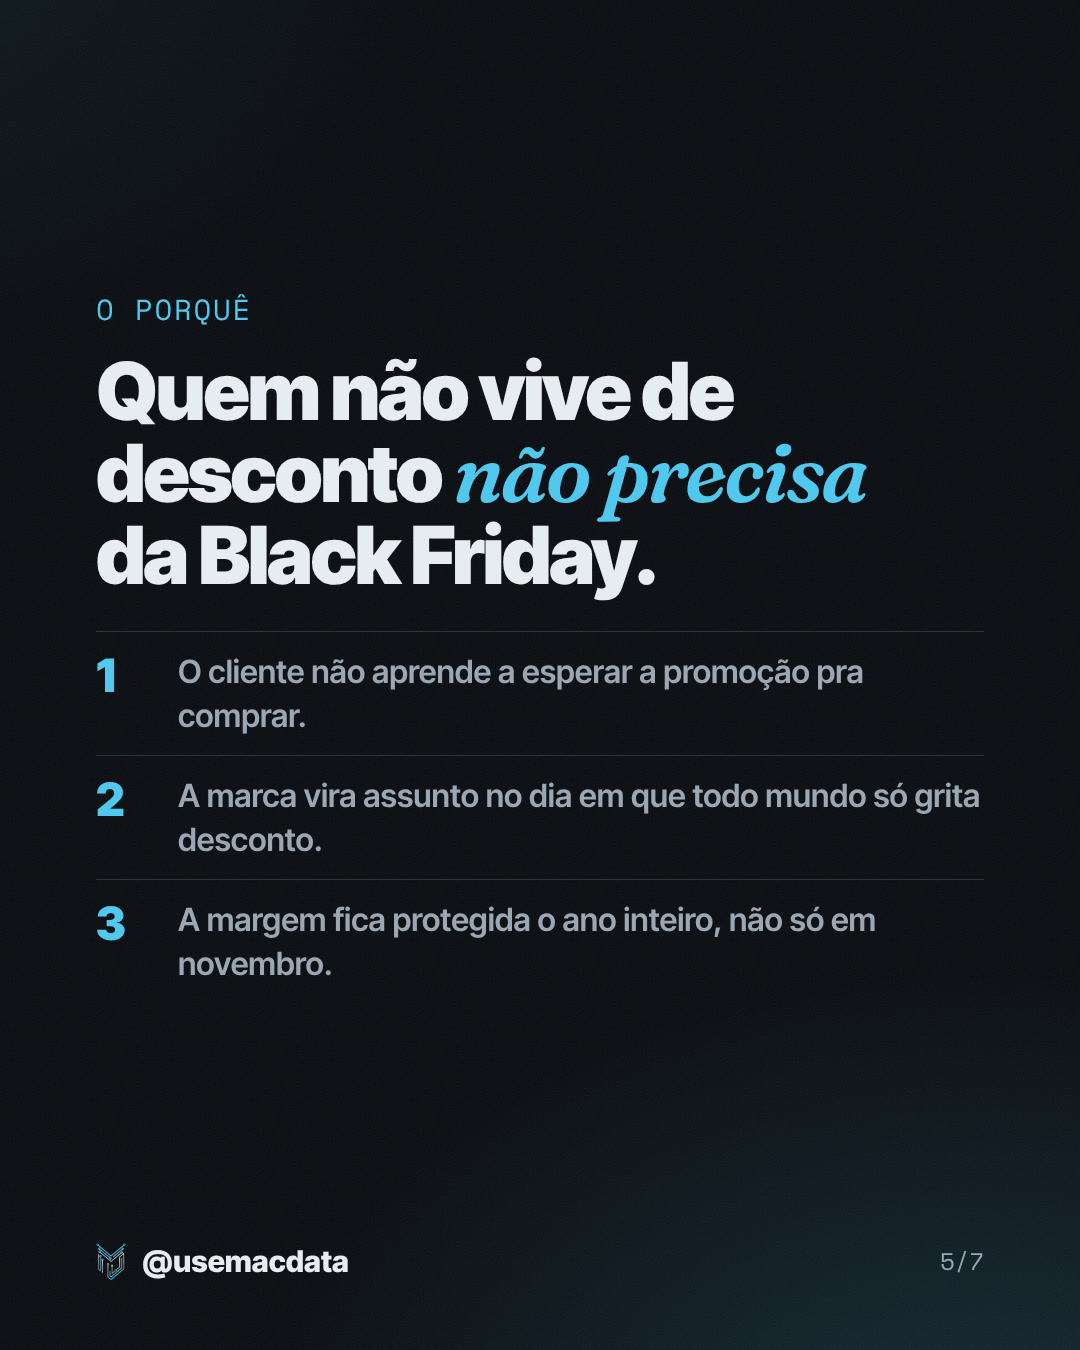 O PORQUÊ
Quem não vive de
desconto não precisa
da Black Friday.
1
O cliente não aprende a esperar a promoção pra
comprar.
2
A marca vira assunto no dia em que todo mundo só grita
desconto.
3
A margem fica protegida o ano inteiro, não só em
novembro.
@usemacdata
5/7